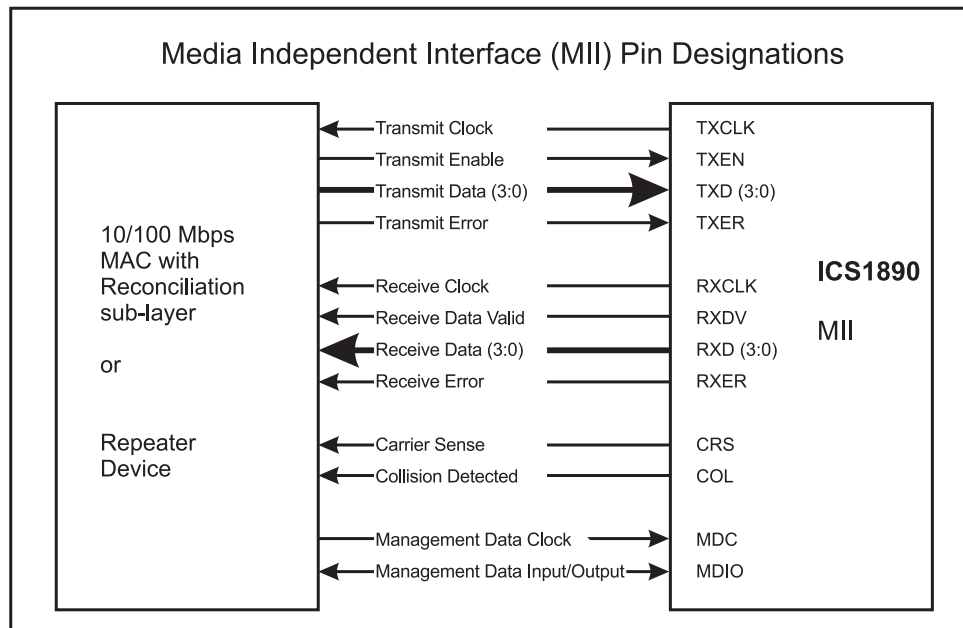 Media Independent Interface (MII) Pin Designations
10/100 Mbps
MAC with
Reconciliation
sub-layer
or
Repeater
Device
Transmit Clock
Transmit Enable
Transmit Data (3:0)
Transmit Error
Receive Clock
Receive Data Valid
Receive Data (3:0)
Receive Error
Carrier Sense
Collision Detected
Management Data Clock
Management Data Input/Output
TXCLK
TXEN
TXD (3:0)
TXER
RXCLK
RXDV
RXD (3:0)
RXER
CRS
COL
MDC
MDIO
ICS1890
MII